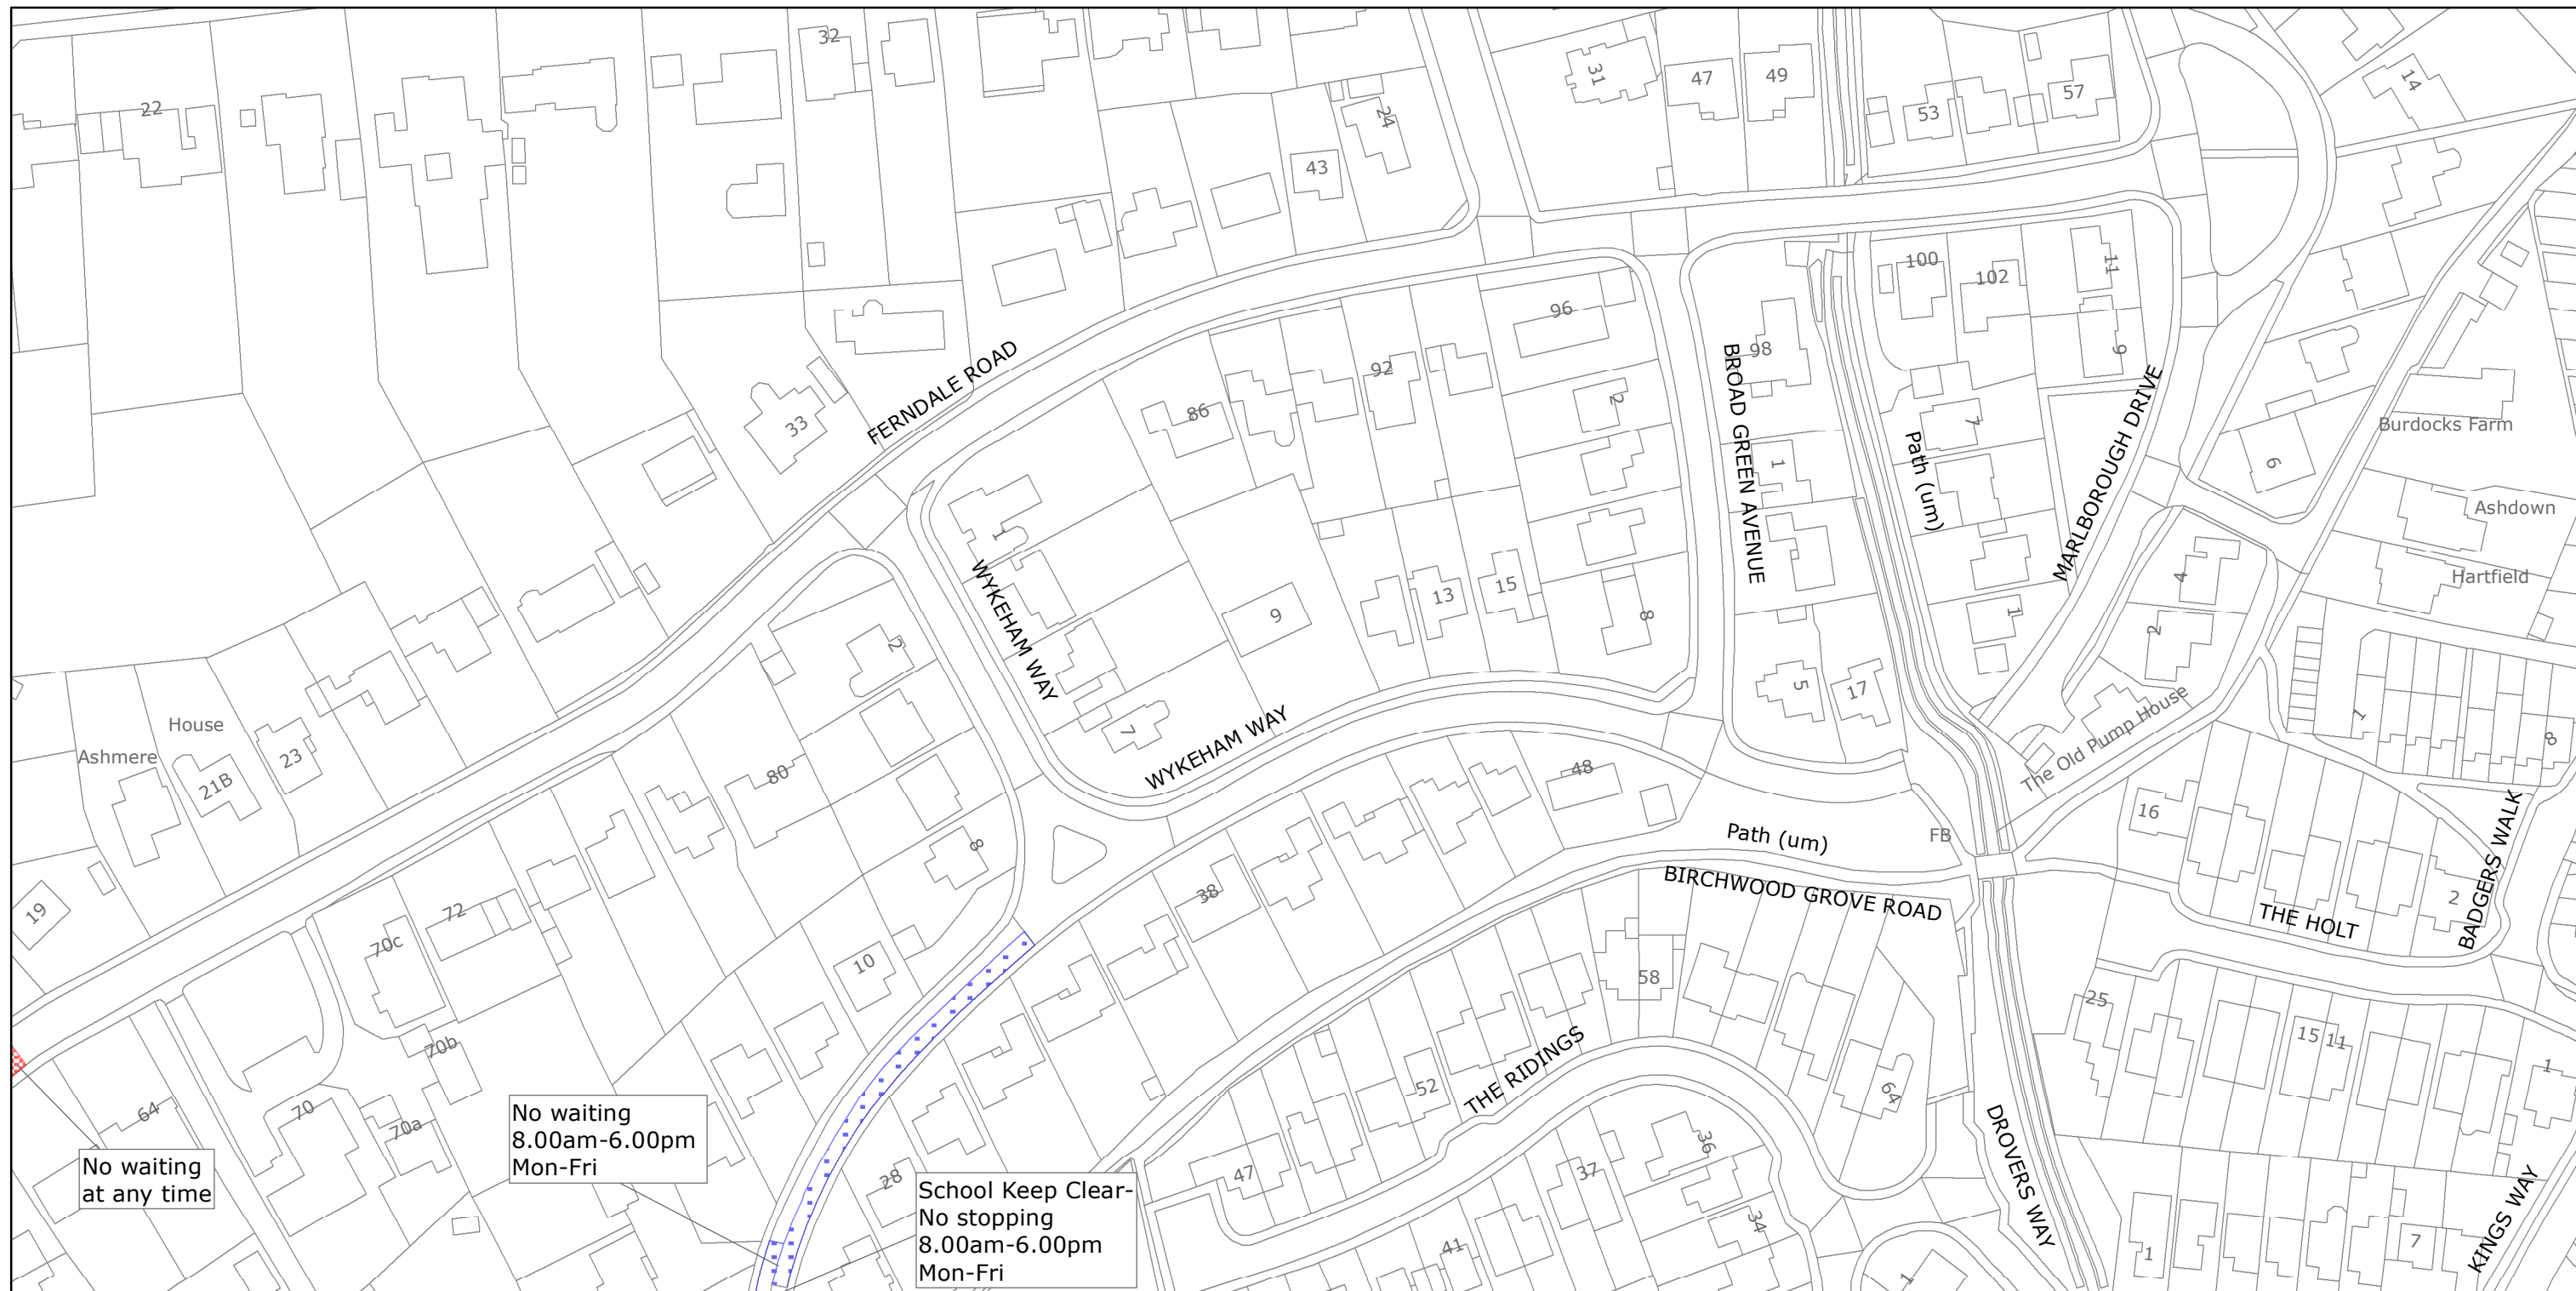 32
22
31
47
49
53
57
14
24
43
100
102
11
96
98
9
92
86
2
FERNDALE ROAD
33
BROAD GREEN AVENUE
1
7
Path (um)
MARLBOROUGH DRIVE
Burdocks Farm
6
Ashdown
Hartfield
1
WYKEHAM WAY
9
13
15
8
1
4
2
2
5
17
The Old Pump House
1
8
House
Ashmere
21B
23
7
WYKEHAM WAY
80
48
8
Path (um)
FB
16
BADGERS WALK
38
BIRCHWOOD GROVE ROAD
2
THE HOLT
19
72
70c
10
58
25
70b
15
11
1
64
70
70a
52
THE RIDINGS
64
No waiting
8.00am-6.00pm
Mon-Fri
No waiting
at any time
28
School Keep Clear-
No stopping
8.00am-6.00pm
Mon-Fri
47
37
36
34
41
DROVERS WAY
1
1
7
KINGS WAY